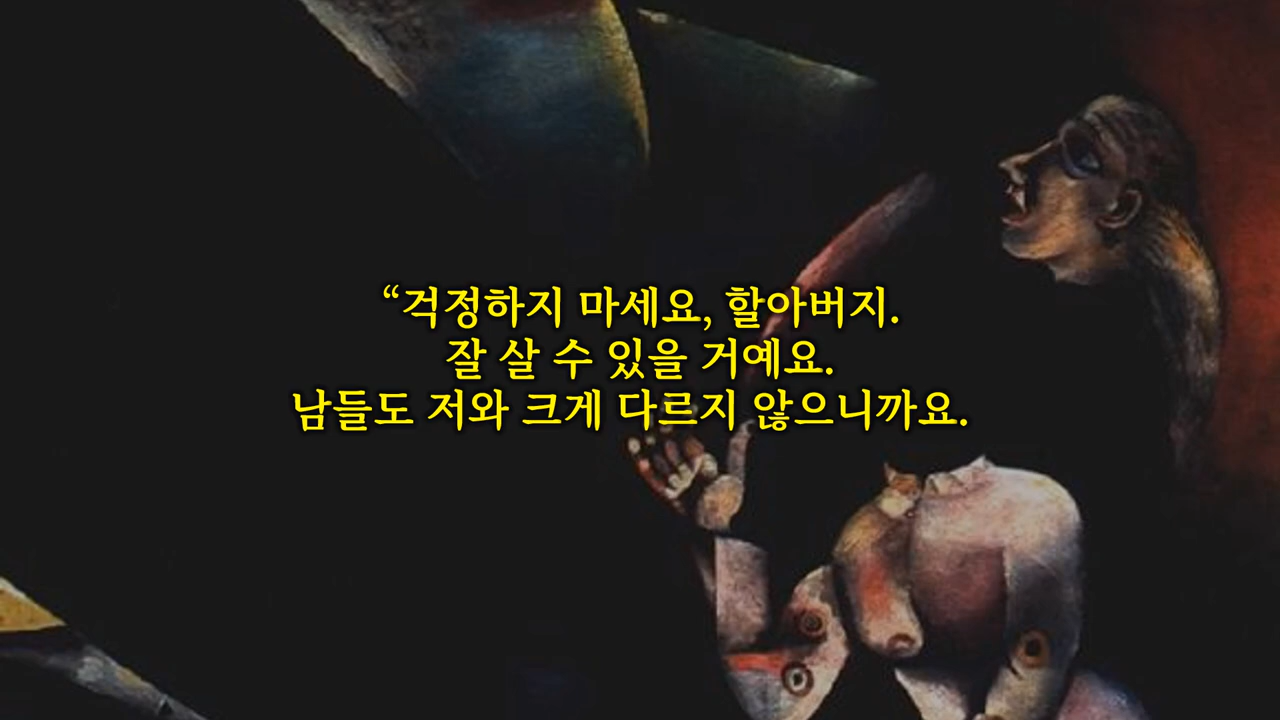 “걱정하지 마세요, 할아버지.
잘 살 수 있을 거예요.
남들도 저와 크게 다르지 않으니까요.